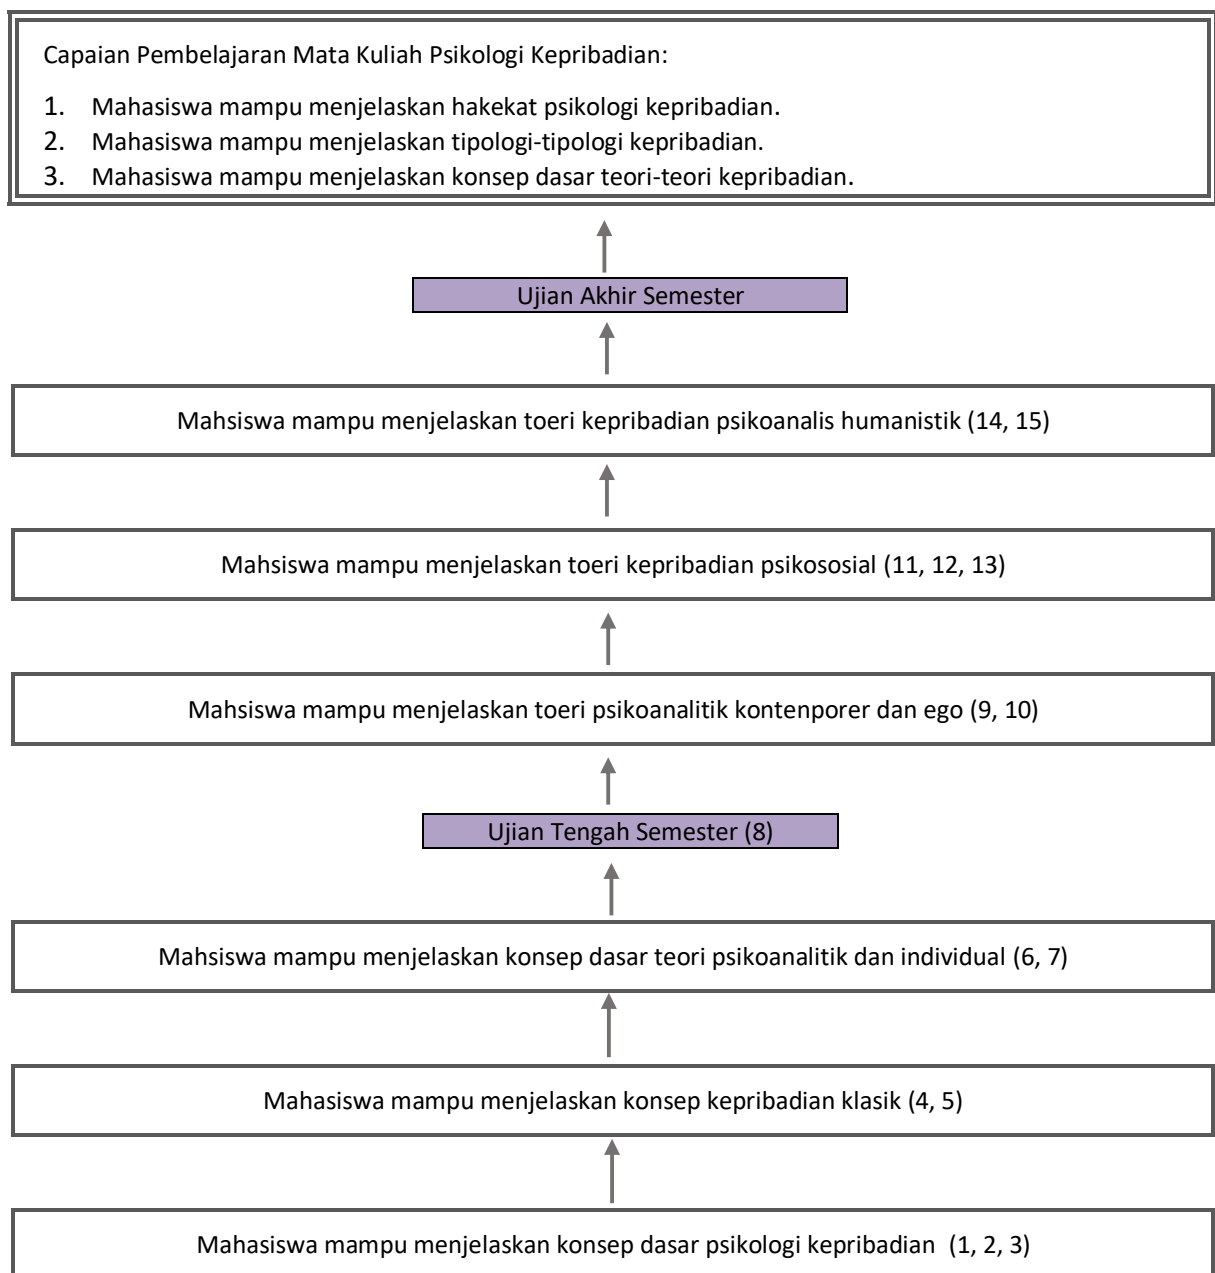 Capaian Pembelajaran Mata Kuliah Psikologi Kepribadian:
1. Mahasiswa mampu menjelaskan hakekat psikologi kepribadian.
2. Mahasiswa mampu menjelaskan tipologi-tipologi kepribadian.
3. Mahasiswa mampu menjelaskan konsep dasar teori-teori kepribadian.
Ujian Akhir Semester
Mahsiswa mampu menjelaskan toeri kepribadian psikoanalis humanistik (14, 15)
Mahsiswa mampu menjelaskan toeri kepribadian psikososial (11, 12, 13)
Mahsiswa mampu menjelaskan toeri psikoanalitik kontenporer dan ego (9, 10)
Ujian Tengah Semester (8)
Mahsiswa mampu menjelaskan konsep dasar teori psikoanalitik dan individual (6, 7)
Mahasiswa mampu menjelaskan konsep kepribadian klasik (4, 5)
Mahasiswa mampu menjelaskan konsep dasar psikologi kepribadian (1, 2, 3)